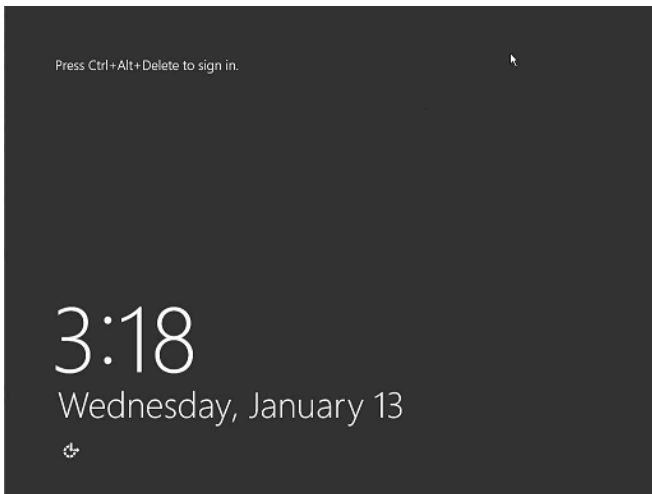 Press Ctrl+Alt+Delete to sign in.
3:18
Wednesday, January 13